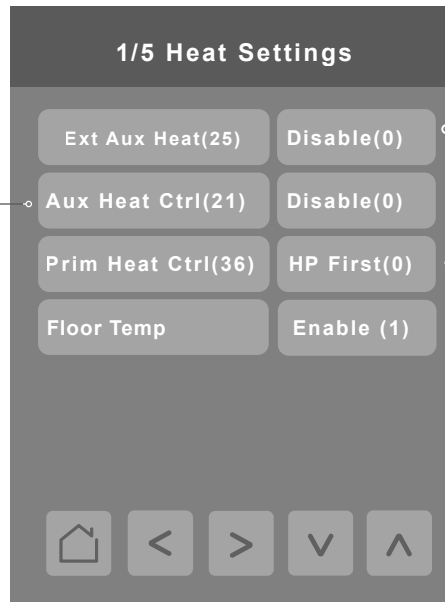 1/5 Heat Settings
Ext Aux Heat(25) Disable(0)
Aux Heat Ctrl(21) Disable(0)
Prim Heat Ctrl(36) HP First(0)
Floor Temp Enable (1)
< > V Λ